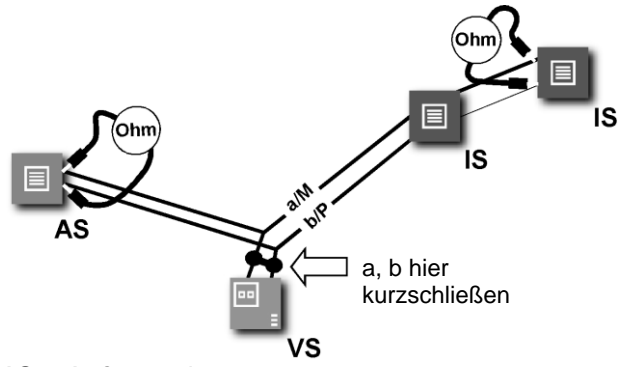 Ohm
IS
Ohm
IS
a/M
b/P
AS
a, b hier
kurzschließen
VS